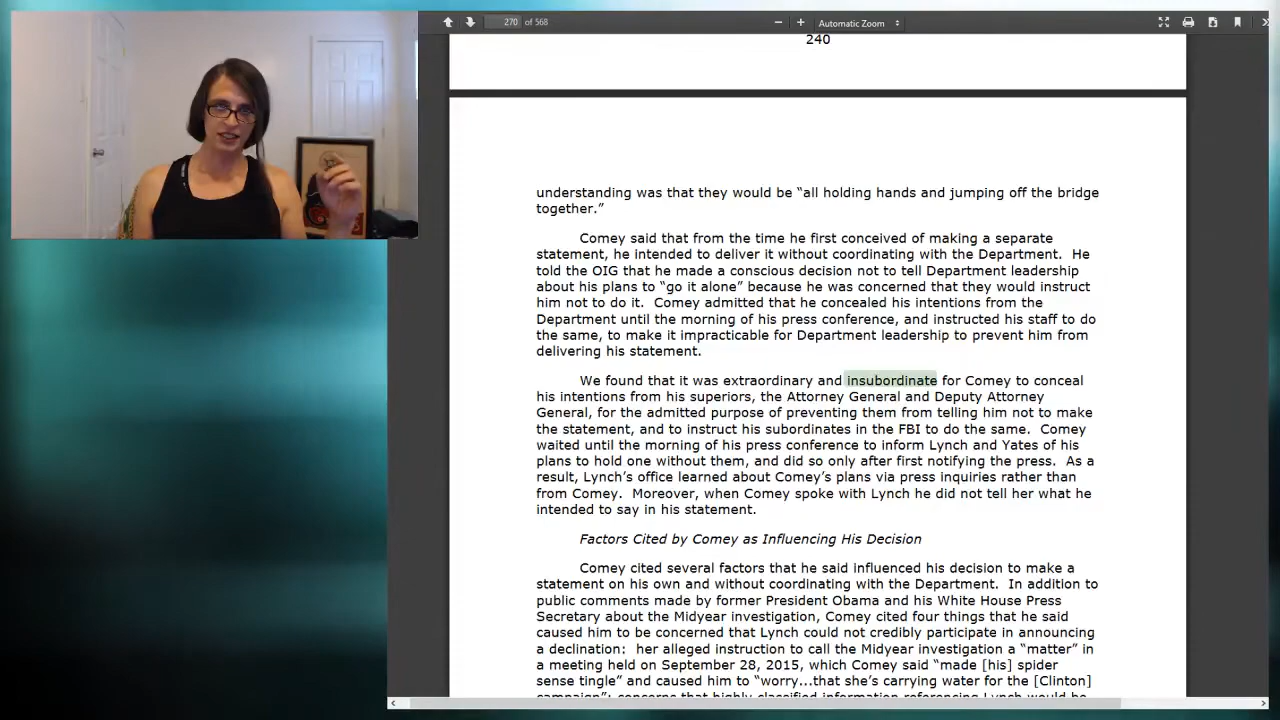 270 of 568
Automatic Zoom
240
understanding was that they would be “all holding hands and jumping off the bridge
together.”
Comey said that from the time he first conceived of making a separate
statement, he intended to deliver it without coordinating with the Department.  He
told the OIG that he made a conscious decision not to tell Department leadership
about his plans to “go it alone” because he was concerned that they would instruct
him not to do it.  Comey admitted that he concealed his intentions from the
Department until the morning of his press conference, and instructed his staff to do
the same, to make it impracticable for Department leadership to prevent him from
delivering his statement.
We found that it was extraordinary and insubordinate for Comey to conceal
his intentions from his superiors, the Attorney General and Deputy Attorney
General, for the admitted purpose of preventing them from telling him not to make
the statement, and to instruct his subordinates in the FBI to do the same.  Comey
waited until the morning of his press conference to inform Lynch and Yates of his
plans to hold one without them, and did so only after first notifying the press.  As a
result, Lynch’s office learned about Comey’s plans via press inquiries rather than
from Comey.  Moreover, when Comey spoke with Lynch he did not tell her what he
intended to say in his statement.
Factors Cited by Comey as Influencing His Decision
Comey cited several factors that he said influenced his decision to make a
statement on his own and without coordinating with the Department.  In addition to
public comments made by former President Obama and his White House Press
Secretary about the Midyear investigation, Comey cited four things that he said
caused him to be concerned that Lynch could not credibly participate in announcing
a declination:  her alleged instruction to call the Midyear investigation a “matter” in
a meeting held on September 28, 2015, which Comey said “made [his] spider
sense tingle” and caused him to “worry...that she’s carrying water for the [Clinton]
campaign”; concerns that highly classified information referencing Lynch would be